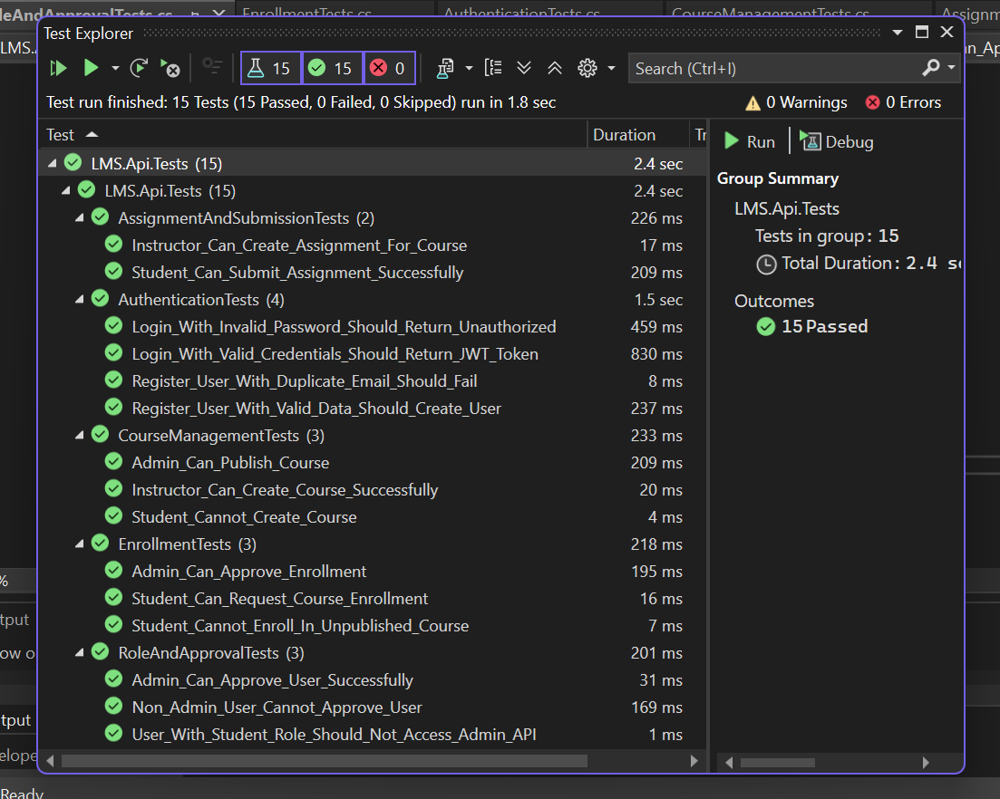 leAndApprovalTests.cs
EnrollmentTests.cs
AuthenticationTests.cs
CourseManagementTests.cs
Assignm
LMS.A
an_Ap
Test Explorer
15 15 0
Search (Ctrl+I)
Test run finished: 15 Tests (15 Passed, 0 Failed, 0 Skipped) run in 1.8 sec
0 Warnings 0 Errors
Test Duration Tr
Run Debug
LMS.Api.Tests (15) 2.4 sec
LMS.Api.Tests (15) 2.4 sec
AssignmentAndSubmissionTests (2) 226 ms
Instructor_Can_Create_Assignment_For_Course 17 ms
Student_Can_Submit_Assignment_Successfully 209 ms
AuthenticationTests (4) 1.5 sec
Login_With_Invalid_Password_Should_Return_Unauthorized 459 ms
Login_With_Valid_Credentials_Should_Return_JWT_Token 830 ms
Register_User_With_Duplicate_Email_Should_Fail 8 ms
Register_User_With_Valid_Data_Should_Create_User 237 ms
CourseManagementTests (3) 233 ms
Admin_Can_Publish_Course 209 ms
Instructor_Can_Create_Course_Successfully 20 ms
Student_Cannot_Create_Course 4 ms
EnrollmentTests (3) 218 ms
Admin_Can_Approve_Enrollment 195 ms
Student_Can_Request_Course_Enrollment 16 ms
Student_Cannot_Enroll_In_Unpublished_Course 7 ms
RoleAndApprovalTests (3) 201 ms
Admin_Can_Approve_User_Successfully 31 ms
Non_Admin_User_Cannot_Approve_User 169 ms
User_With_Student_Role_Should_Not_Access_Admin_API 1 ms
Group Summary
LMS.Api.Tests
Tests in group: 15
Total Duration: 2.4 se
Outcomes
15 Passed
%
tput
ow o
tput
elope
Ready